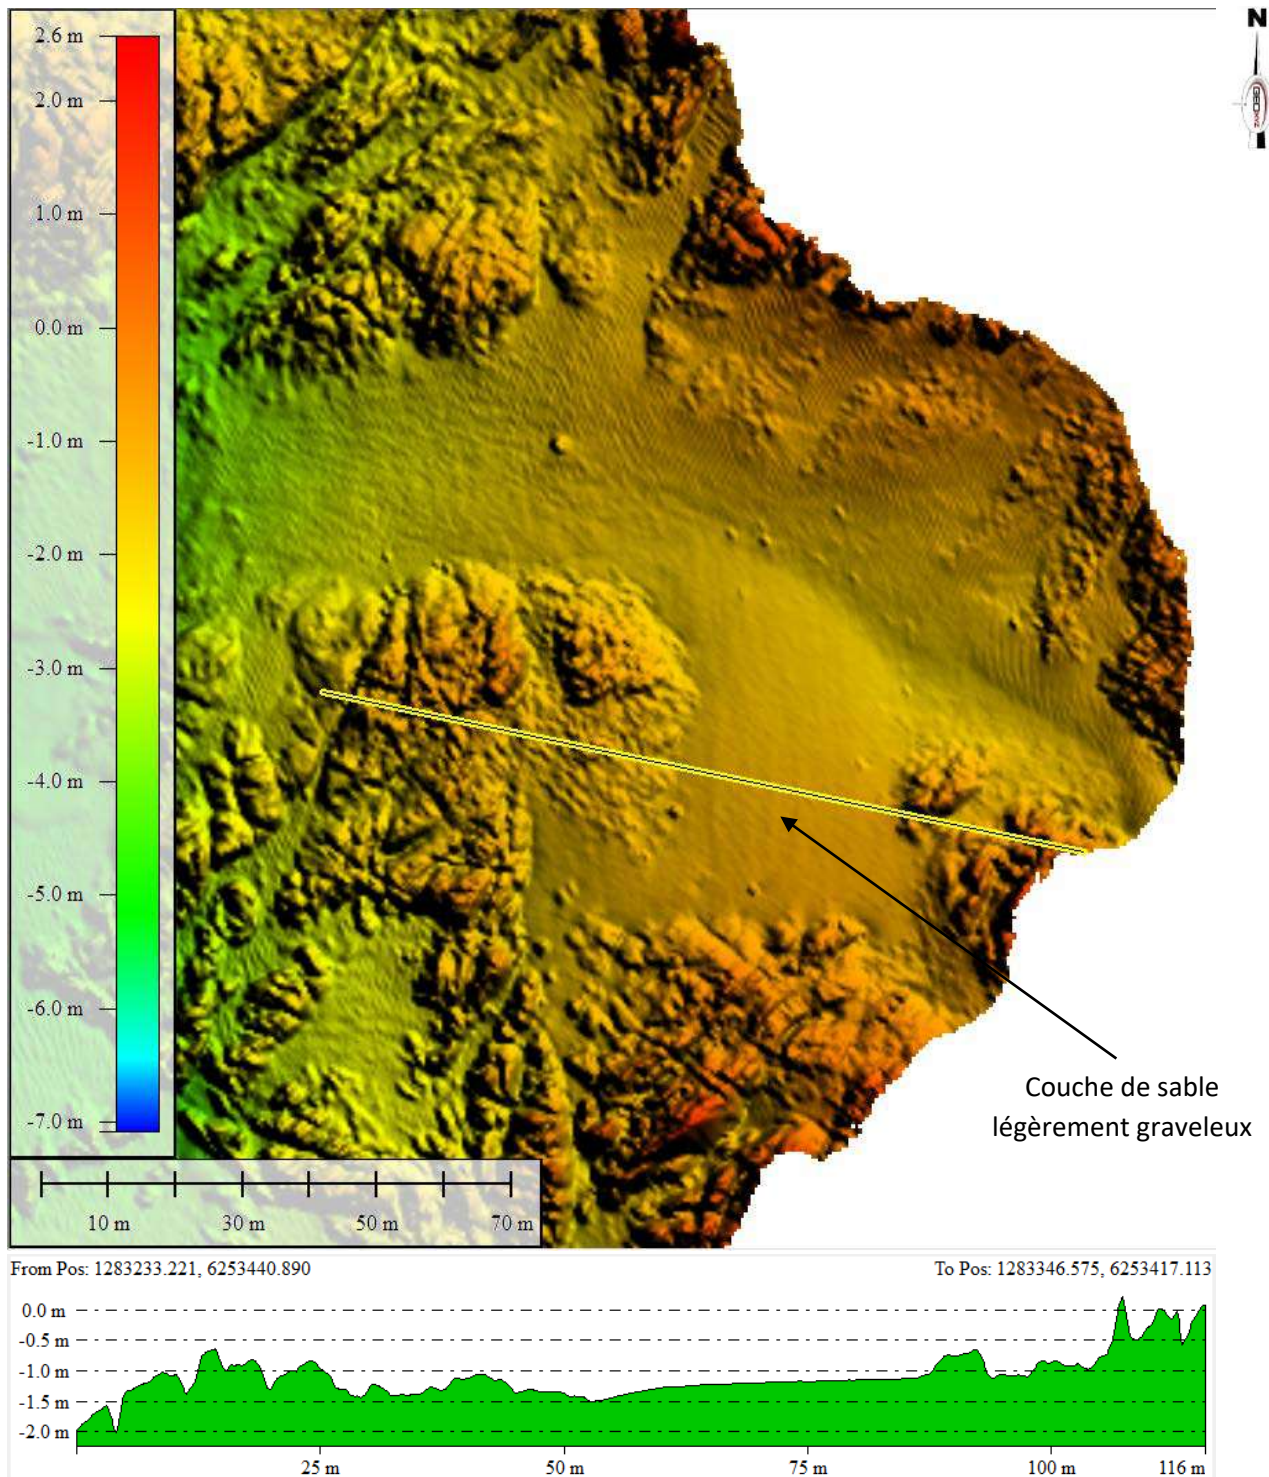 2.6 m
2.0 m
1.0 m
0.0 m
-1.0 m
-2.0 m
-3.0 m
-4.0 m
-5.0 m
-6.0 m
-7.0 m
N
GEOxyz
Couche de sable
légèrement graveleux
10 m 30 m 50 m 70 m
From Pos: 1283233.221, 6253440.890 To Pos: 1283346.575, 6253417.113
0.0 m
-0.5 m
-1.0 m
-1.5 m
-2.0 m
25 m 50 m 75 m 100 m 116 m